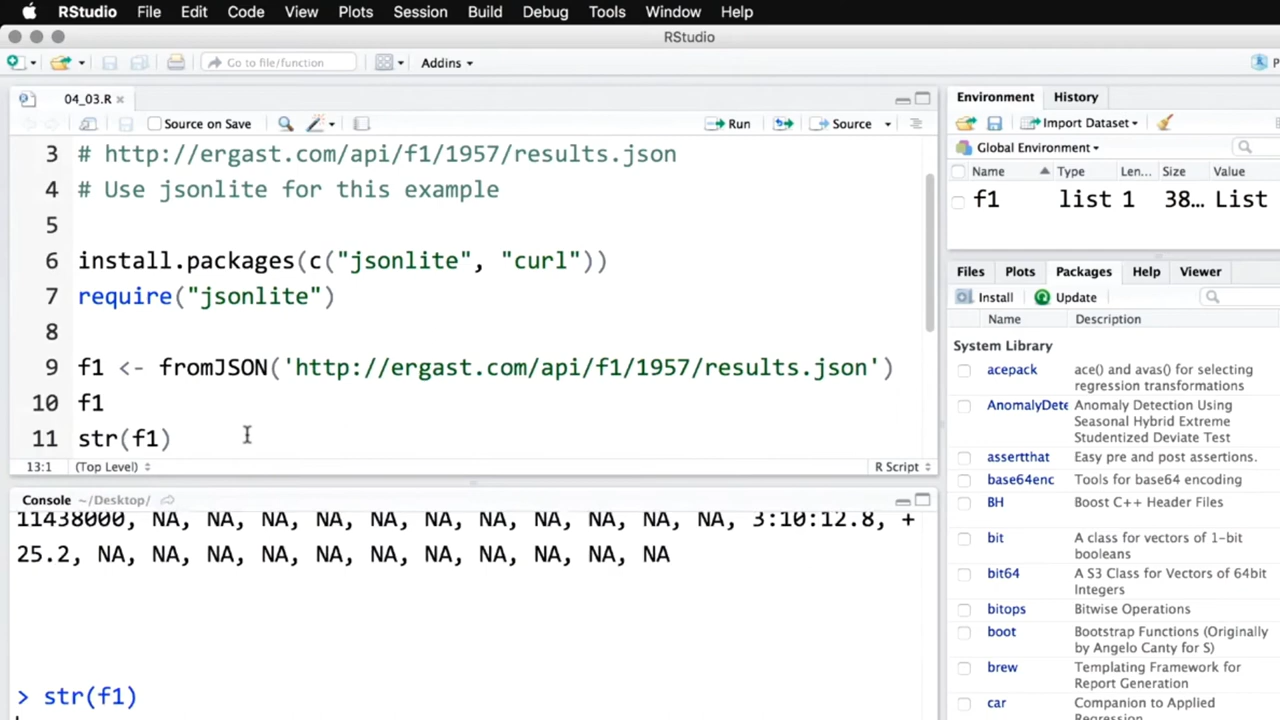 RStudio File Edit Code View Plots Session Build Debug Tools Window Help
RStudio
Go to file/function Addins
04_03.R
Source on Save Run Source
3 # http://ergast.com/api/f1/1957/results.json
4 # Use jsonlite for this example
5
6 install.packages(c("jsonlite", "curl"))
7 require("jsonlite")
8
9 f1 <- fromJSON('http://ergast.com/api/f1/1957/results.json')
10 f1
11 str(f1)
13:1 (Top Level) R Script
Console ~/Desktop/
11438000, NA, NA, NA, NA, NA, NA, NA, NA, NA, NA, NA, 3:10:12.8, +
25.2, NA, NA, NA, NA, NA, NA, NA, NA, NA, NA, NA
> str(f1)
Environment History
Import Dataset
Global Environment
Name Type Len... Size Value
f1 list 1 38... List
Files Plots Packages Help Viewer
Install Update
Name Description
System Library
acepack ace() and avas() for selecting
regression transformations
AnomalyDete Anomaly Detection Using
Seasonal Hybrid Extreme
Studentized Deviate Test
assertthat Easy pre and post assertions.
base64enc Tools for base64 encoding
BH Boost C++ Header Files
bit A class for vectors of 1-bit
booleans
bit64 A S3 Class for Vectors of 64bit
Integers
bitops Bitwise Operations
boot Bootstrap Functions (Originally
by Angelo Canty for S)
brew Templating Framework for
Report Generation
car Companion to Applied
Regression